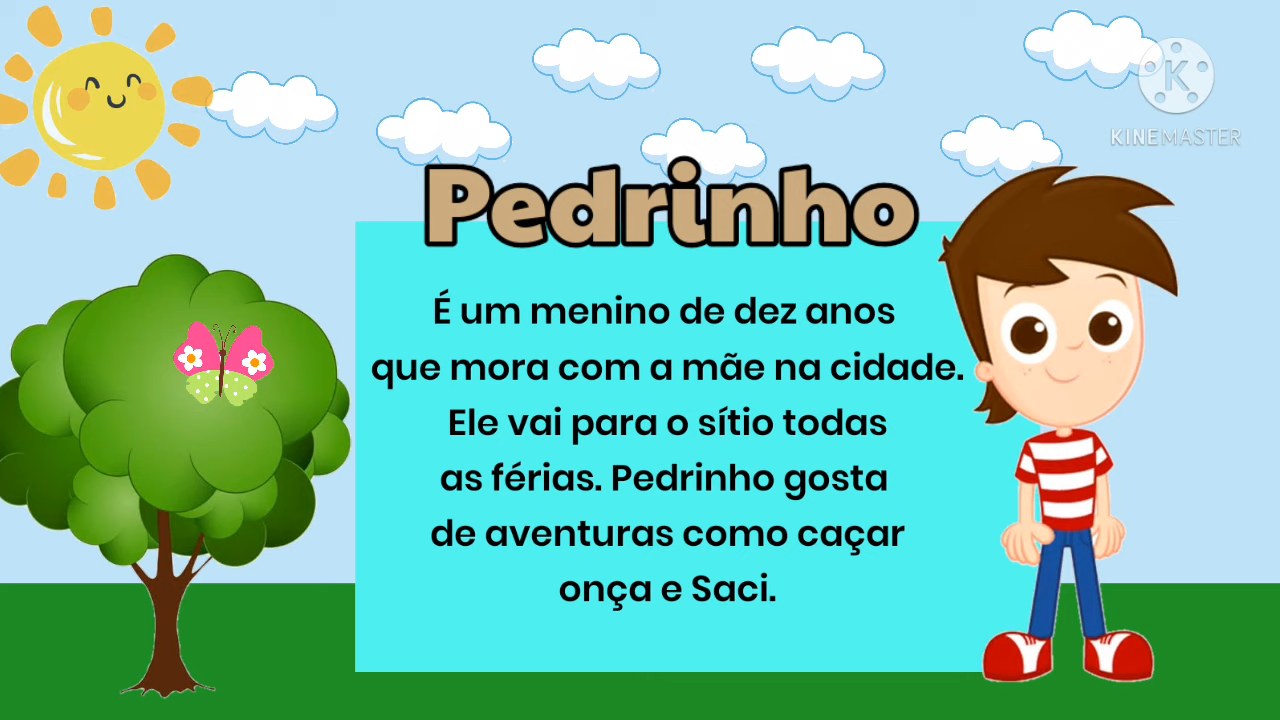 K
KINEMASTER
Pedrinho
É um menino de dez anos
que mora com a mãe na cidade.
Ele vai para o sítio todas
as férias. Pedrinho gosta
de aventuras como caçar
onça e Saci.